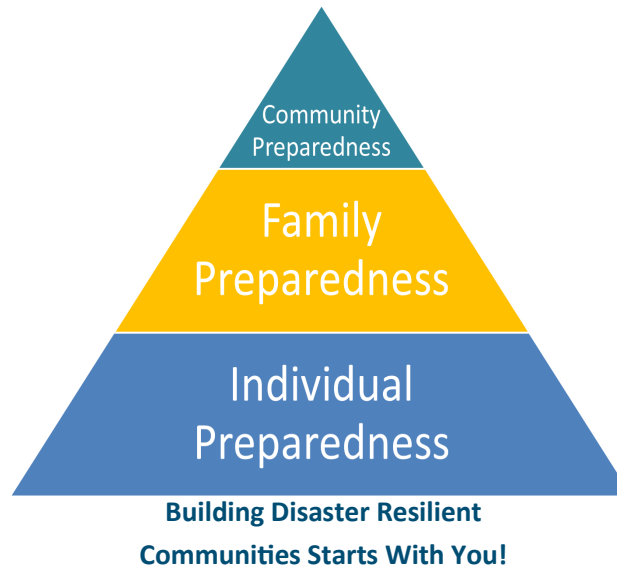 Community
Preparedness
Family
Preparedness
Individual
Preparedness
Building Disaster Resilient
Communities Starts With You!